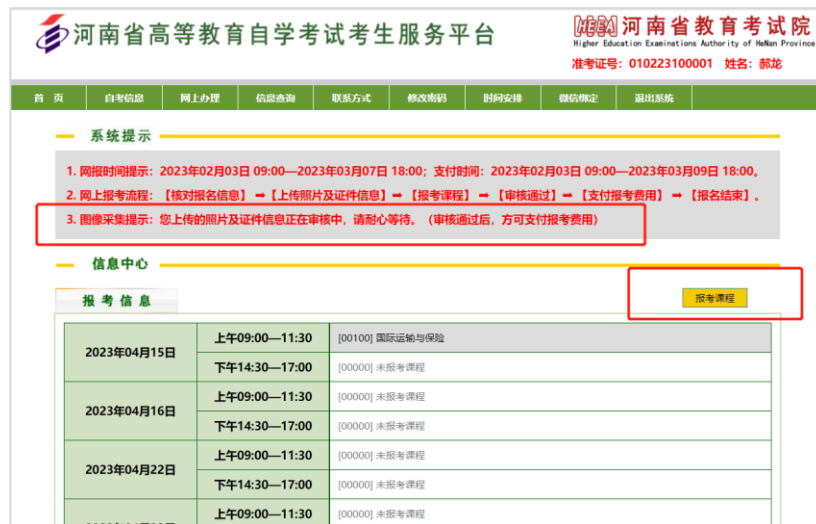 河南省高等教育自学考试考生服务平台
HEEA 河南省教育考试院
Higher Education Examinations Authority of HeNan Province
准考证号：010223100001 姓名：郝龙
首 页 自考信息 网上办理 信息查询 联系方式 修改密码 时间安排 微信绑定 退出系统
系统提示
1. 网报时间提示：2023年02月03日 09:00—2023年03月07日 18:00；支付时间：2023年02月03日 09:00—2023年03月09日 18:00。
2. 网上报考流程：【核对报名信息】 ➡ 【上传照片及证件信息】 ➡ 【报考课程】 ➡ 【审核通过】 ➡ 【支付报考费用】 ➡ 【报名结束】 。
3. 图像采集提示：您上传的照片及证件信息正在审核中，请耐心等待。（审核通过后，方可支付报考费用）
信息中心
报 考 信 息
报考课程
2023年04月15日
上午09:00—11:30 [00100] 国际运输与保险
下午14:30—17:00 [00000] 未报考课程
2023年04月16日
上午09:00—11:30 [00000] 未报考课程
下午14:30—17:00 [00000] 未报考课程
2023年04月22日
上午09:00—11:30 [00000] 未报考课程
下午14:30—17:00 [00000] 未报考课程
上午09:00—11:30 [00000] 未报考课程